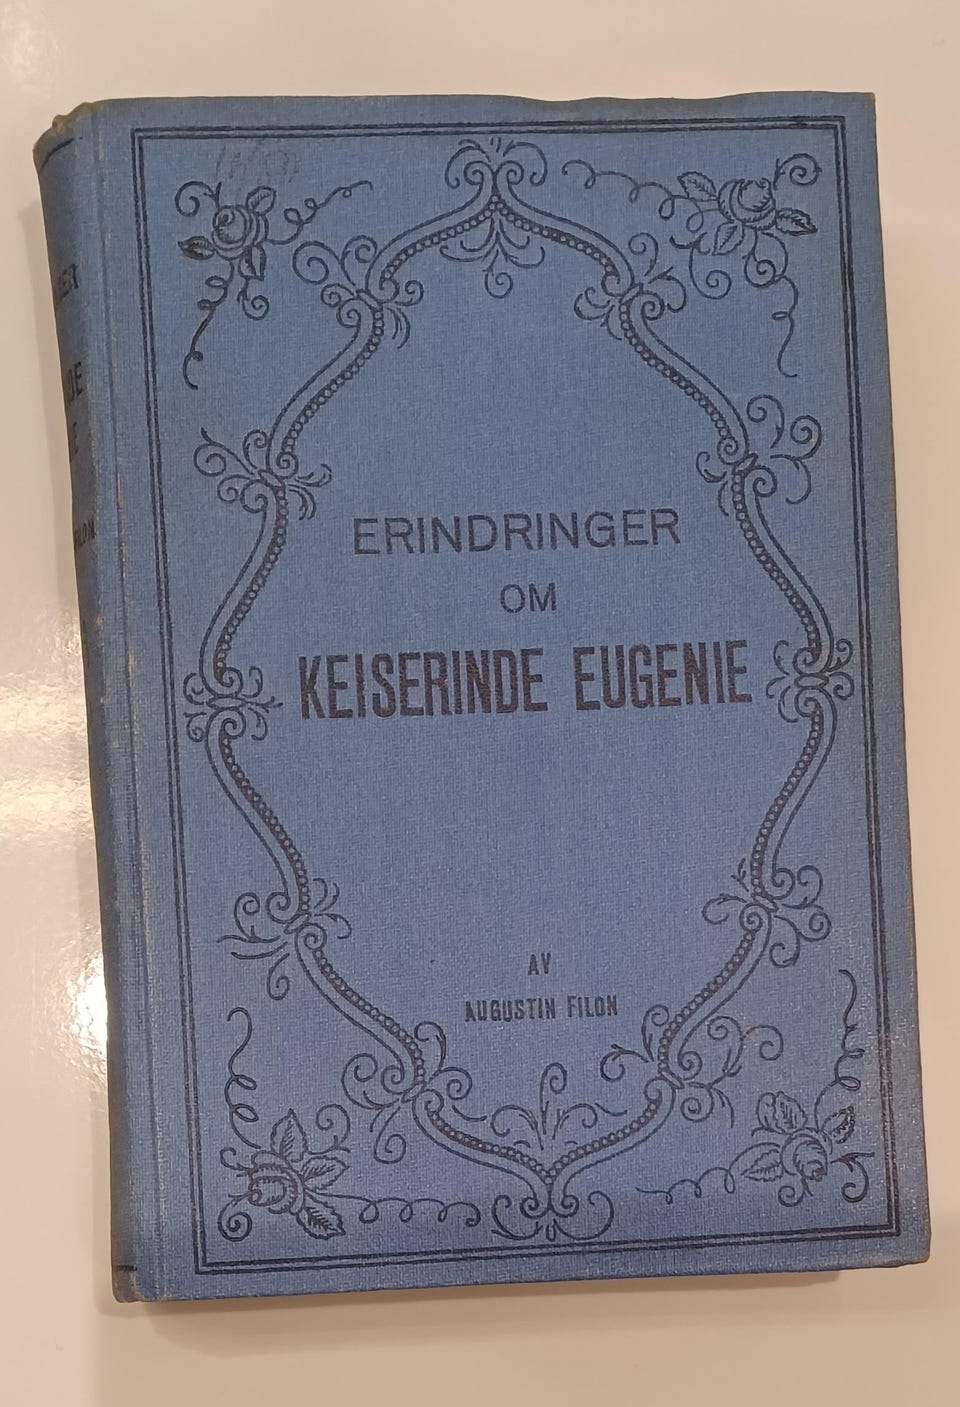 ERINDRINGER
OM
KEISERINDE EUGENIE
AV
AUGUSTIN FILON